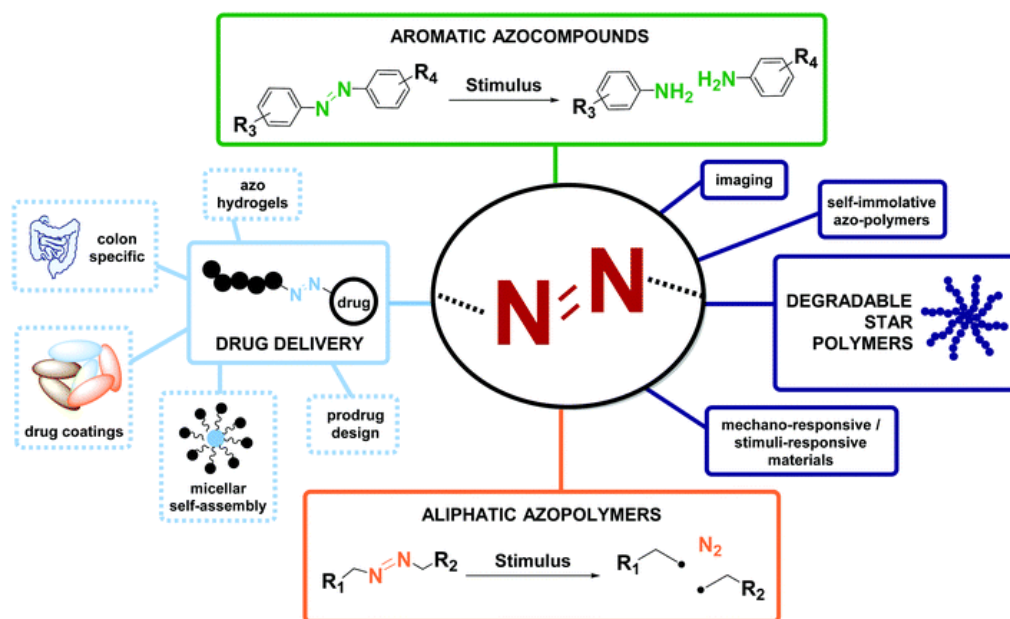 AROMATIC AZOCOMPOUNDS
R3
N
N
R4
Stimulus
R3
NH2
H2N
R4
azo
hydrogels
colon
specific
N
N
drug
DRUG DELIVERY
drug coatings
micellar
self-assembly
prodrug
design
N
N
imaging
self-immolative
azo-polymers
DEGRADABLE
STAR
POLYMERS
mechano-responsive /
stimuli-responsive
materials
ALIPHATIC AZOPOLYMERS
R1
N
N
R2
Stimulus
R1
N2
R2